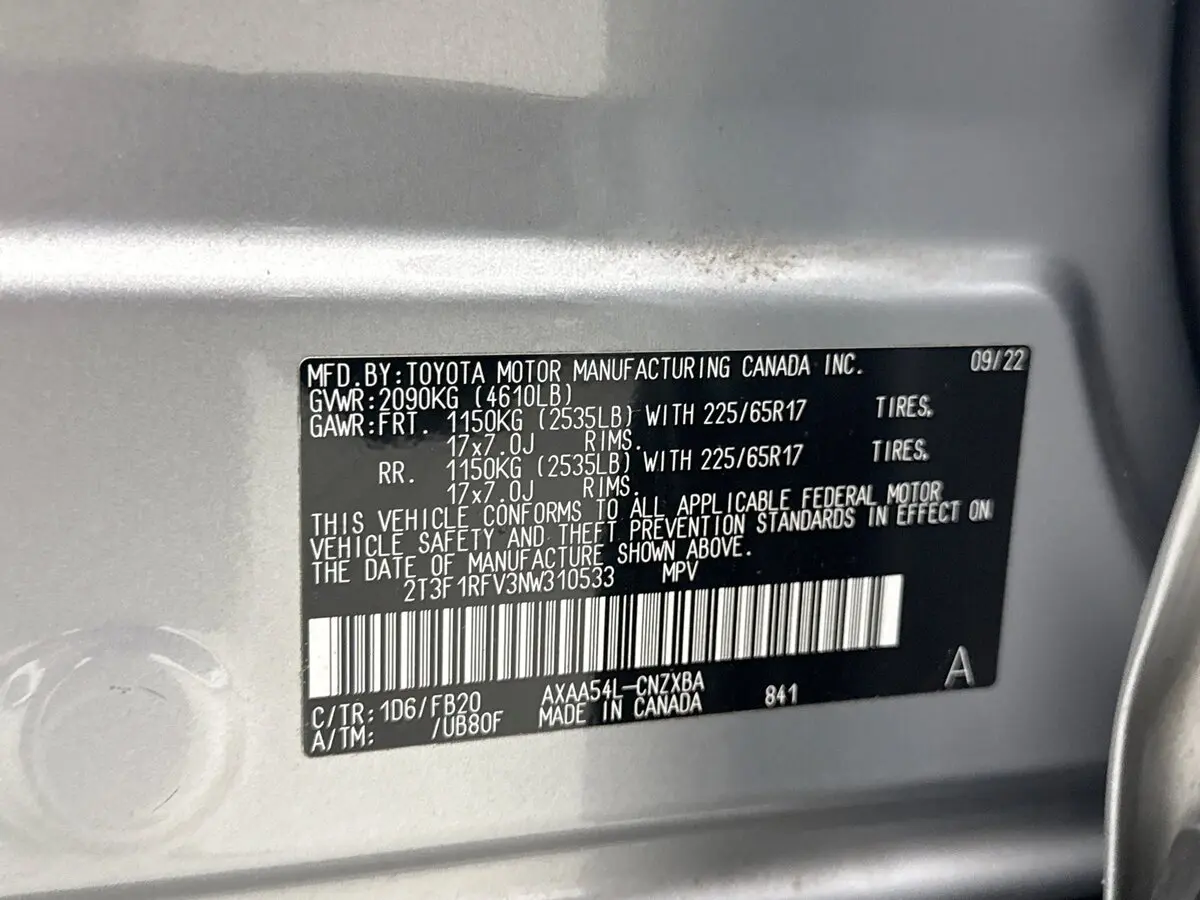 MFD.BY:TOYOTA MOTOR MANUFACTURING CANADA INC. 09/22
GVWR:2090KG (4610LB)
GAWR:FRT. 1150KG (2535LB) WITH 225/65R17 TIRES,
17x7.0J RIMS.
RR. 1150KG (2535LB) WITH 225/65R17 TIRES,
17x7.0J RIMS.
THIS VEHICLE CONFORMS TO ALL APPLICABLE FEDERAL MOTOR
VEHICLE SAFETY AND THEFT PREVENTION STANDARDS IN EFFECT ON
THE DATE OF MANUFACTURE SHOWN ABOVE.
2T3F1RFV3NW310533 MPV
C/TR:1D6/FB20 AXAA54L-CNZXBA 841 A
A/TM: /UB80F MADE IN CANADA